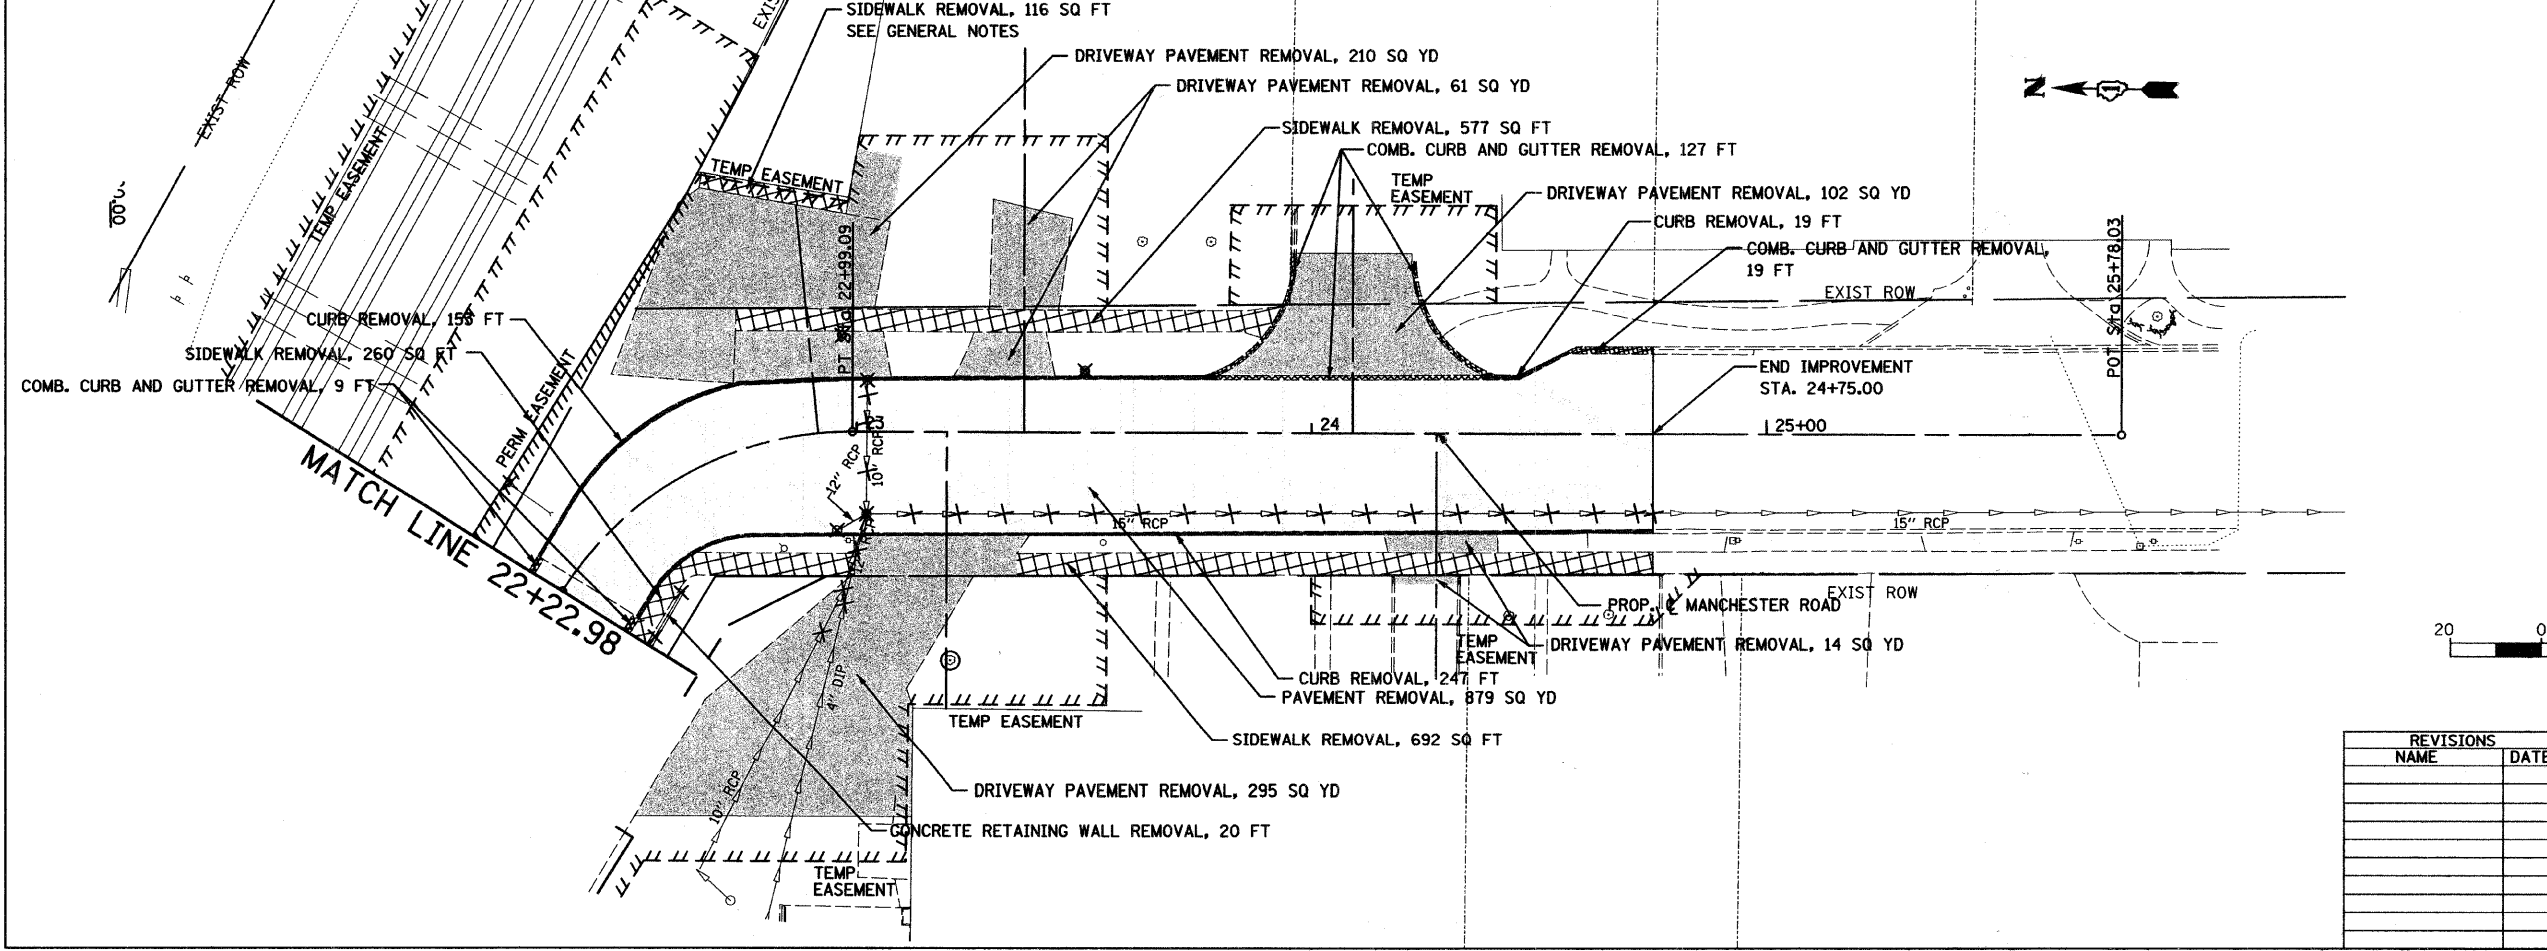 SIDEWALK REMOVAL, 116 SQ FT
SEE GENERAL NOTES
DRIVEWAY PAVEMENT REMOVAL, 210 SQ YD
DRIVEWAY PAVEMENT REMOVAL, 61 SQ YD
SIDEWALK REMOVAL, 577 SQ FT
COMB. CURB AND GUTTER REMOVAL, 127 FT
TEMP
EASEMENT
DRIVEWAY PAVEMENT REMOVAL, 102 SQ YD
CURB REMOVAL, 19 FT
COMB. CURB AND GUTTER REMOVAL,
19 FT
N
EXIST ROW
TEMP EASEMENT
TEMP EASEMENT
PT Sta 22+99.09
EXIST ROW
POT Sta 25+78.03
CURB REMOVAL, 153 FT
SIDEWALK REMOVAL, 260 SQ FT
COMB. CURB AND GUTTER REMOVAL, 9 FT
PERM EASEMENT
MATCH LINE 22+22.98
END IMPROVEMENT
STA. 24+75.00
23
24
25+00
12" RCP
10" RCP
12" RCP
15" RCP
15" RCP
EXIST ROW
PROP. ℄ MANCHESTER ROAD
TEMP
EASEMENT
DRIVEWAY PAVEMENT REMOVAL, 14 SQ YD
CURB REMOVAL, 247 FT
PAVEMENT REMOVAL, 879 SQ YD
4" DIP
TEMP EASEMENT
SIDEWALK REMOVAL, 692 SQ FT
10" RCP
DRIVEWAY PAVEMENT REMOVAL, 295 SQ YD
CONCRETE RETAINING WALL REMOVAL, 20 FT
TEMP
EASEMENT
20 0
REVISIONS
NAME DATE